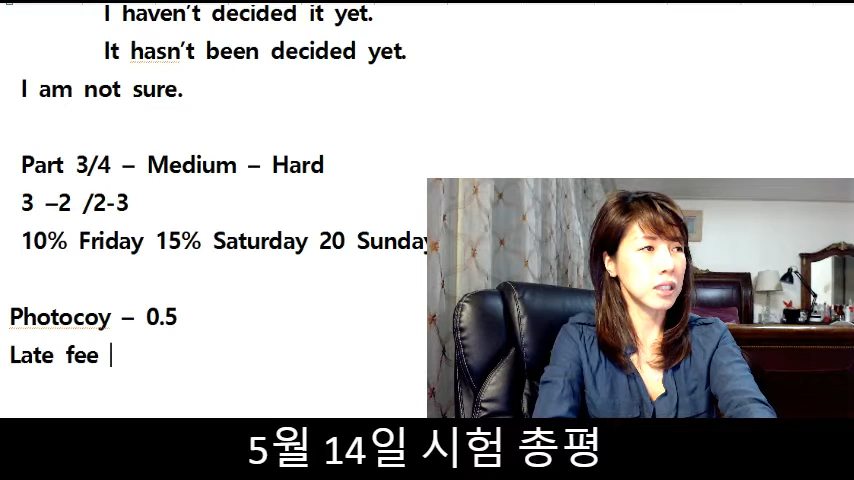 I haven't decided it yet.
It hasn't been decided yet.
I am not sure.
Part 3/4 – Medium – Hard
3 –2 /2-3
10% Friday 15% Saturday 20 Sunday
Photocoy – 0.5
Late fee
5월 14일 시험 총평